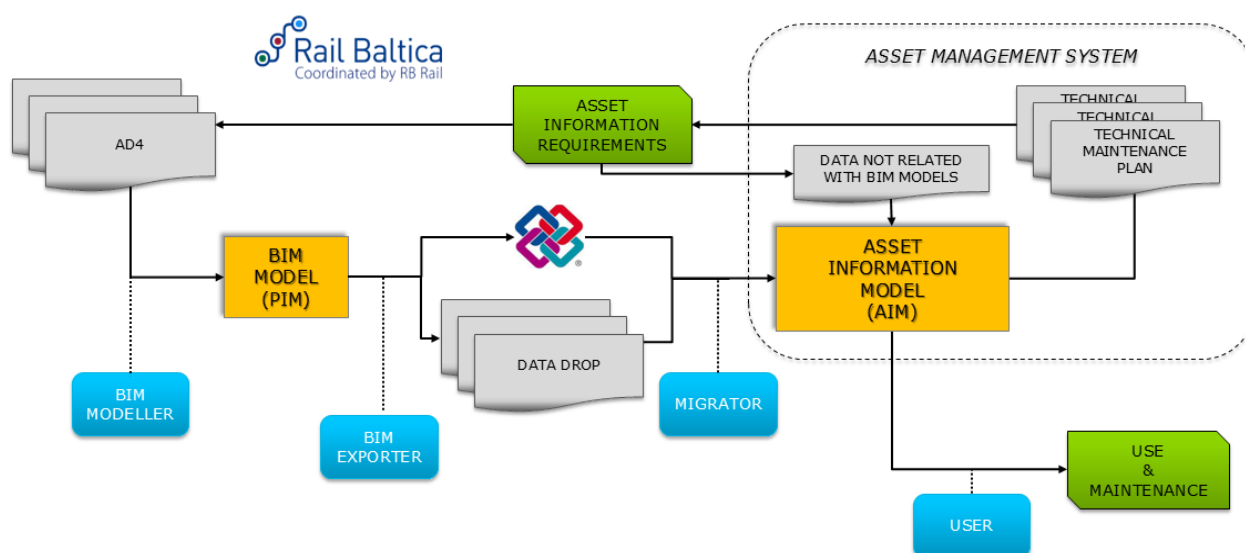 Rail Baltica
Coordinated by RB Rail
ASSET MANAGEMENT SYSTEM
AD4
ASSET
INFORMATION
REQUIREMENTS
TECHNICAL
TECHNICAL
TECHNICAL
MAINTENANCE
PLAN
DATA NOT RELATED
WITH BIM MODELS
BIM
MODEL
(PIM)
®
DATA DROP
ASSET
INFORMATION
MODEL
(AIM)
BIM
MODELLER
BIM
EXPORTER
MIGRATOR
USER
USE
&
MAINTENANCE